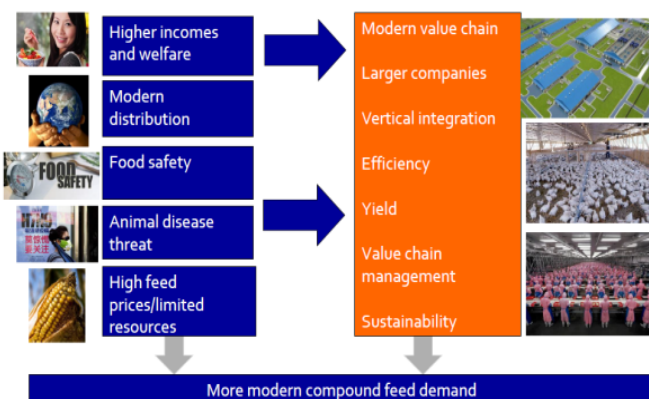 Higher incomes
and welfare
Modern
distribution
FOOD
SAFETY
Food safety
Animal disease
threat
High feed
prices/limited
resources
Modern value chain
Larger companies
Vertical integration
Efficiency
Yield
Value chain
management
Sustainability
More modern compound feed demand